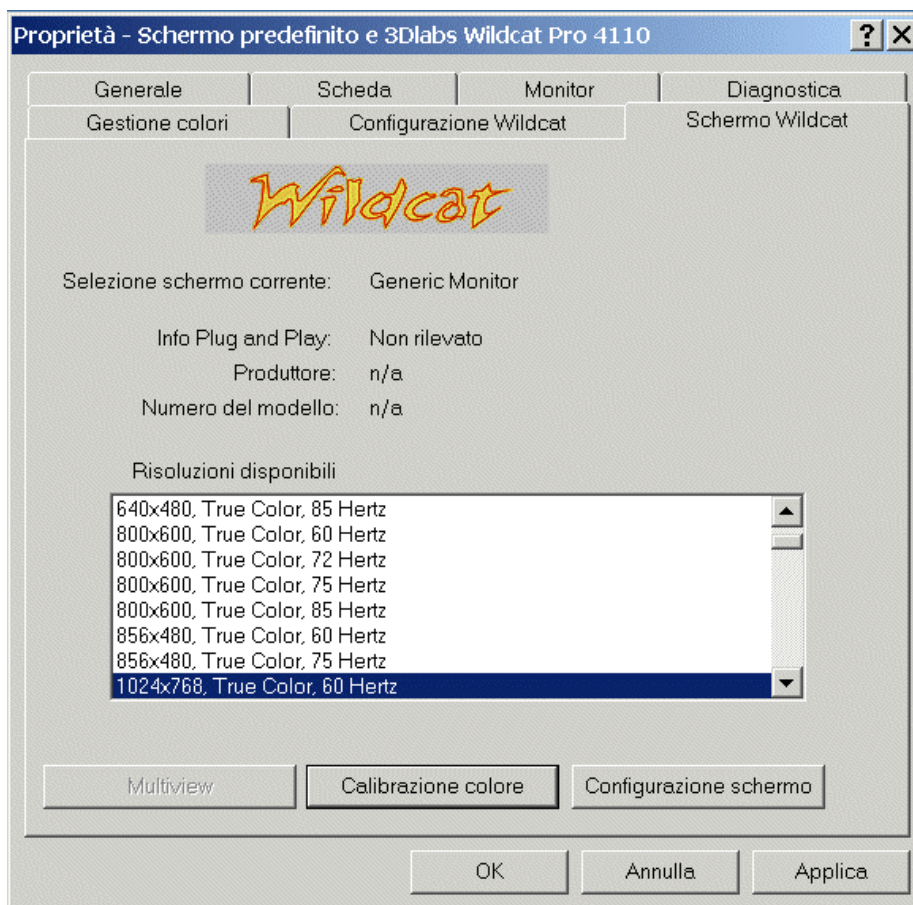 Proprietà - Schermo predefinito e 3Dlabs Wildcat Pro 4110
Generale
Scheda
Monitor
Diagnostica
Gestione colori
Configurazione Wildcat
Schermo Wildcat
Wildcat
Selezione schermo corrente: Generic Monitor
Info Plug and Play: Non rilevato
Produttore: n/a
Numero del modello: n/a
Risoluzioni disponibili
640x480, True Color, 85 Hertz
800x600, True Color, 60 Hertz
800x600, True Color, 72 Hertz
800x600, True Color, 75 Hertz
800x600, True Color, 85 Hertz
856x480, True Color, 60 Hertz
856x480, True Color, 75 Hertz
1024x768, True Color, 60 Hertz
Multiview
Calibrazione colore
Configurazione schermo
OK
Annulla
Applica